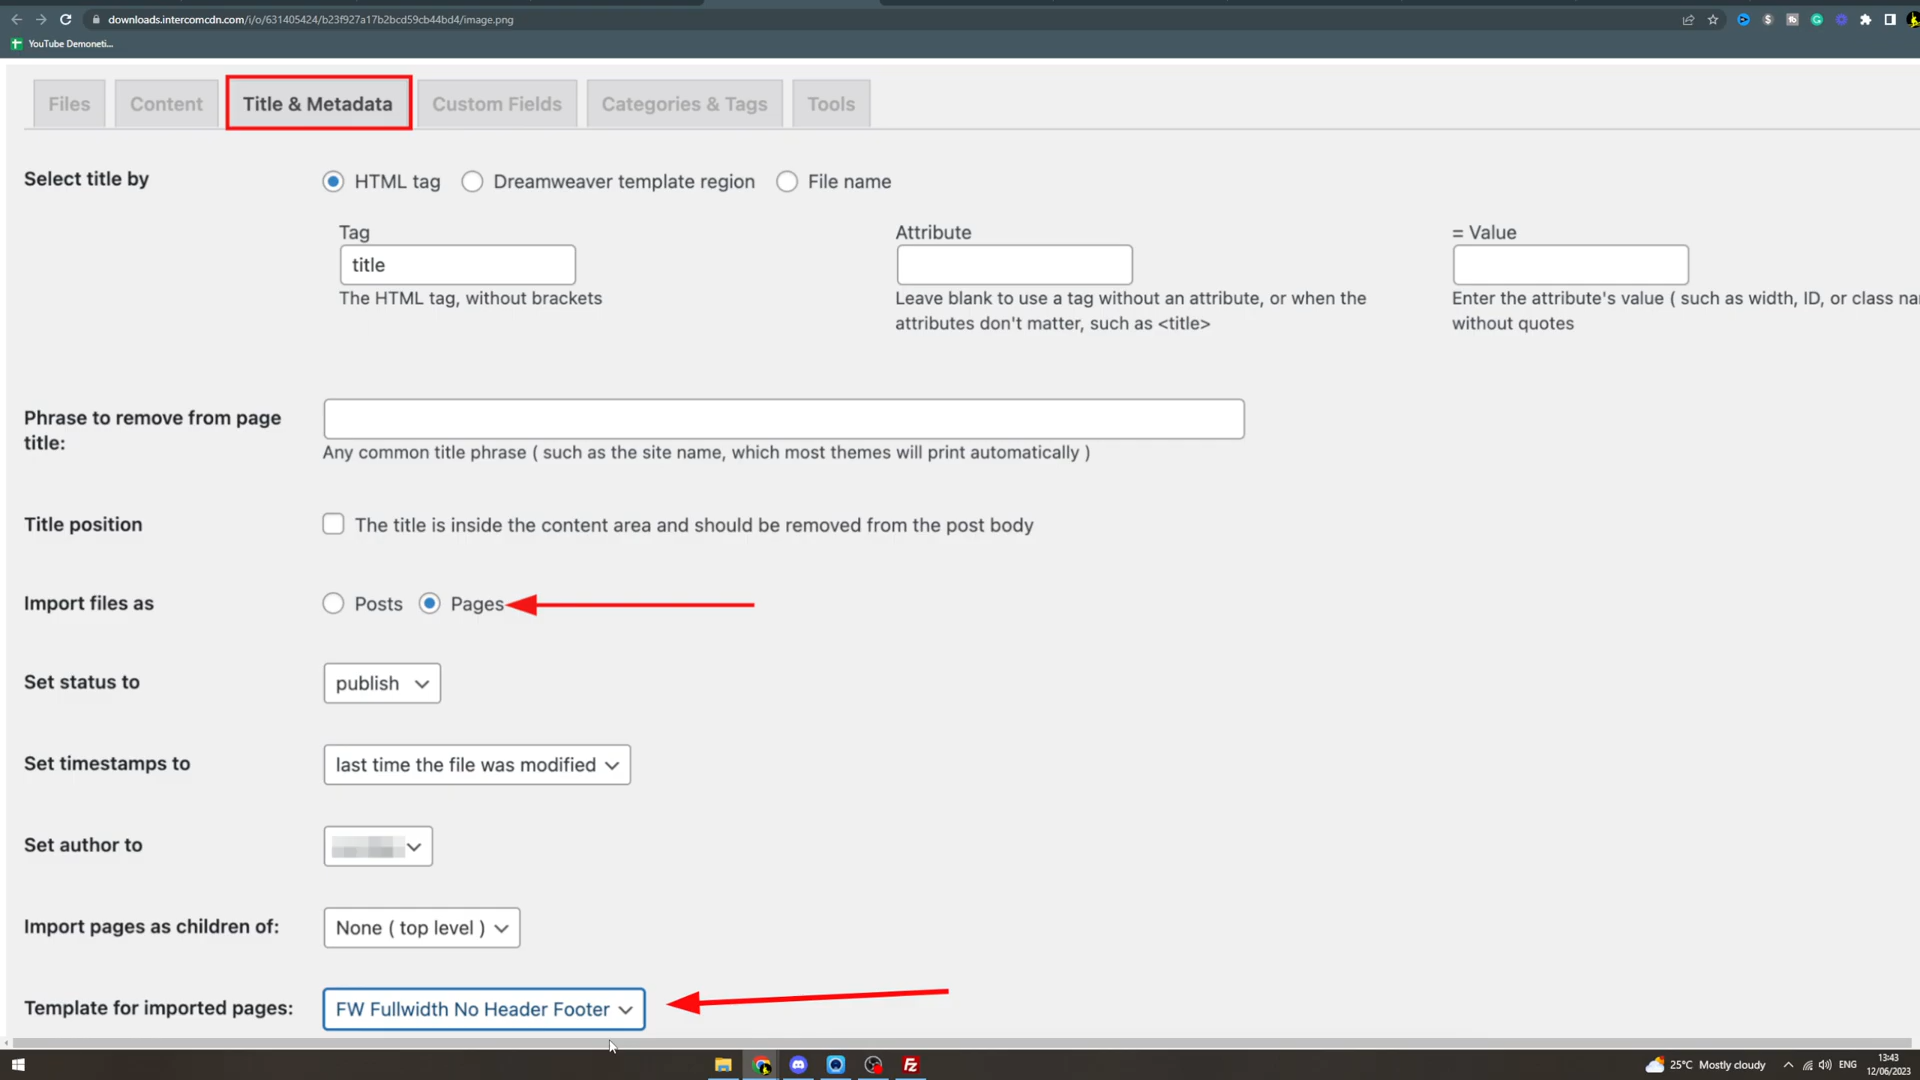 downloads.intercomcdn.com/i/o/631405424/b23f927a17b2bcd59cb44bd4/image.png
YouTube Demoneti...
Files
Content
Title & Metadata
Custom Fields
Categories & Tags
Tools
Select title by
HTML tag
Dreamweaver template region
File name
Tag
Attribute
= Value
title
The HTML tag, without brackets
Leave blank to use a tag without an attribute, or when the
attributes don't matter, such as <title>
Enter the attribute's value ( such as width, ID, or class na
without quotes
Phrase to remove from page
title:
Any common title phrase ( such as the site name, which most themes will print automatically )
Title position
The title is inside the content area and should be removed from the post body
Import files as
Posts
Pages
Set status to
publish
Set timestamps to
last time the file was modified
Set author to
Import pages as children of:
None ( top level )
Template for imported pages:
FW Fullwidth No Header Footer
25°C Mostly cloudy
ENG
13:43
12/06/2023